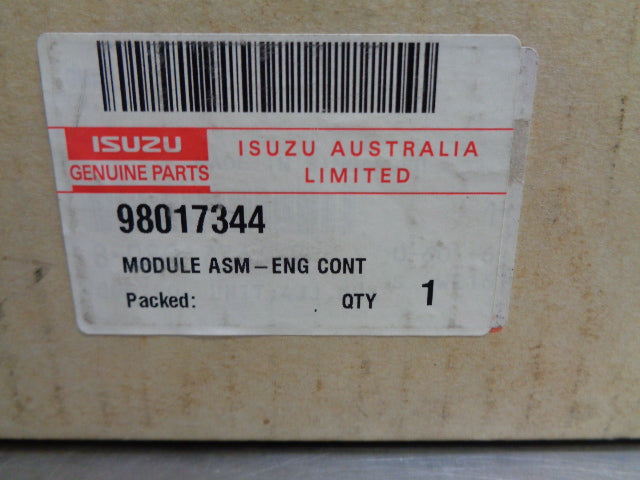 ISUZU
GENUINE PARTS
ISUZU AUSTRALIA
LIMITED
98017344
MODULE ASM-ENG CONT
Packed:
QTY 1